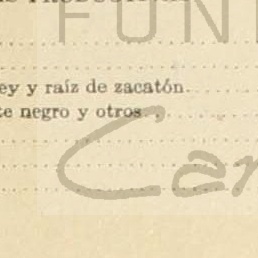 FUN
ey y raíz de zacatón
te negro y otros
Car